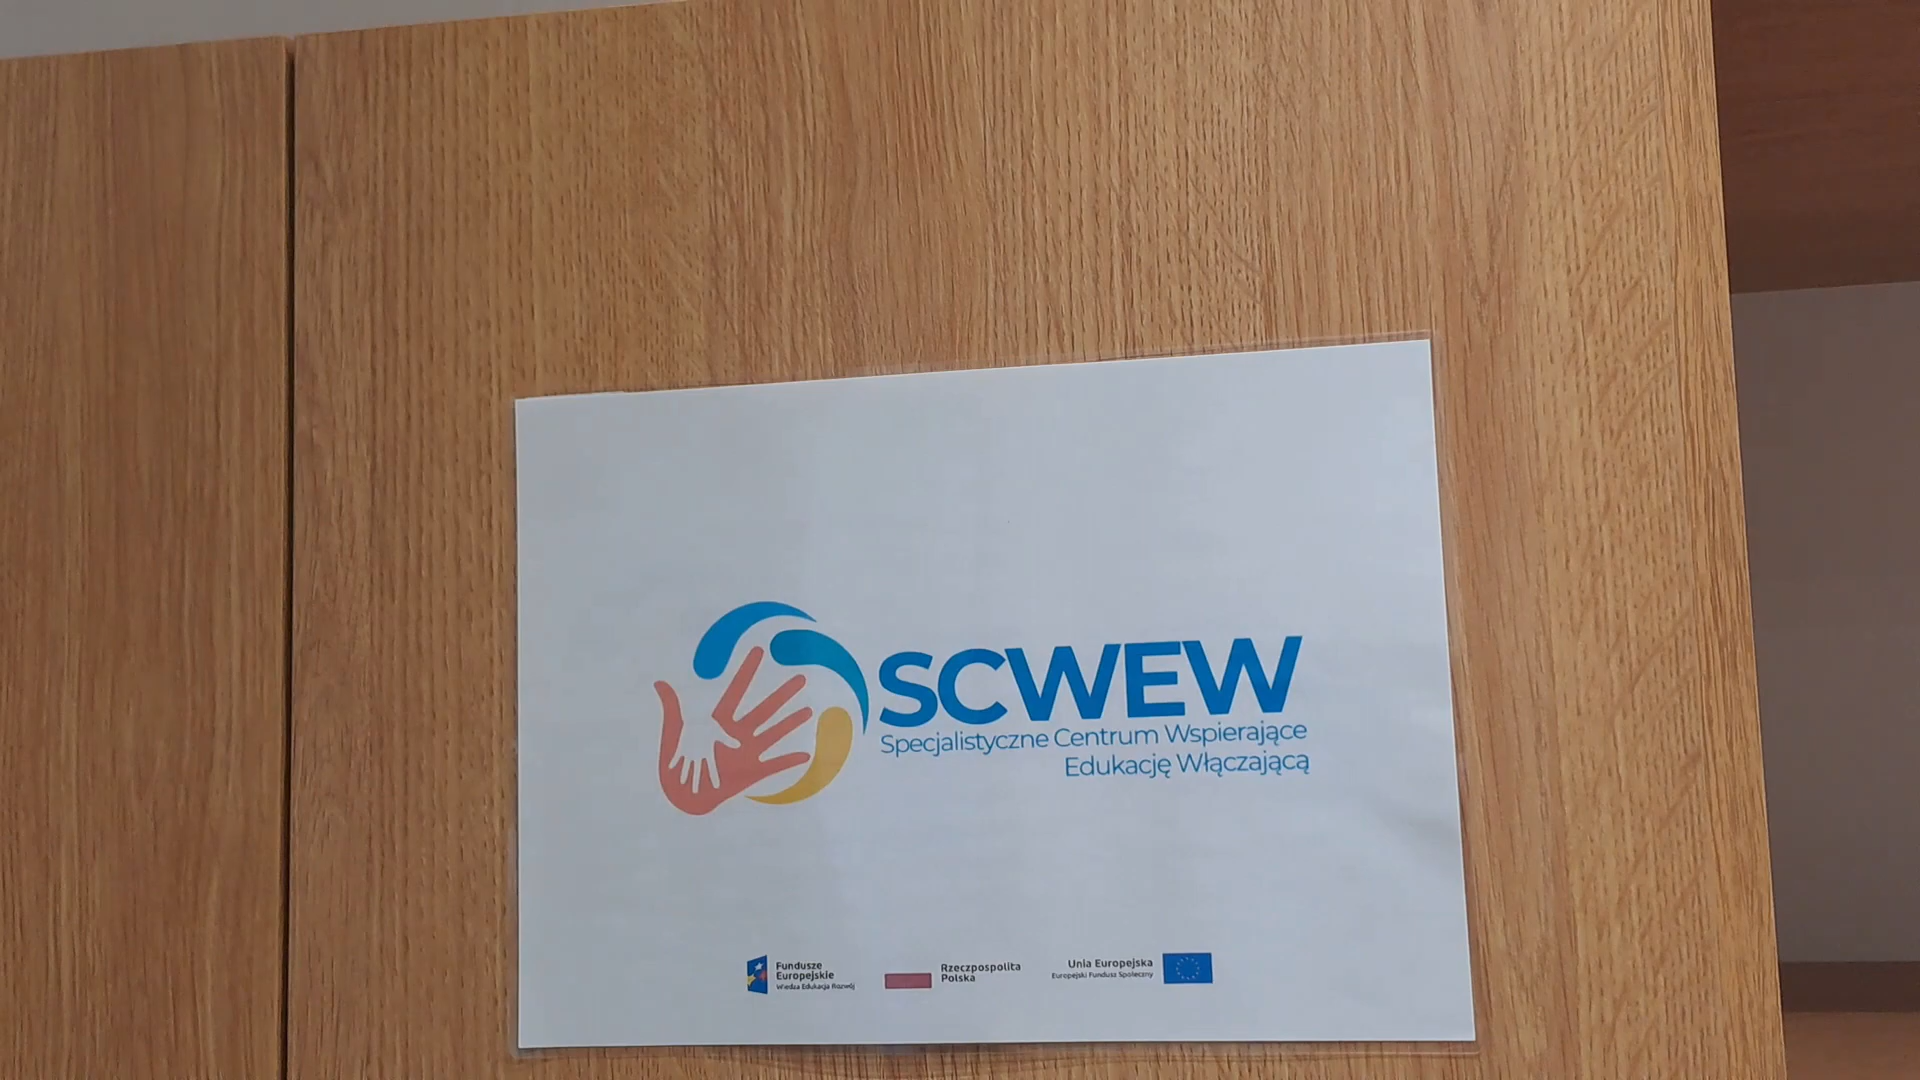 SCWEW
Specjalistyczne Centrum Wspierające
Edukację Włączającą
Fundusze
Europejskie
Wiedza Edukacja Rozwój
Rzeczpospolita
Polska
Unia Europejska
Europejski Fundusz Społeczny